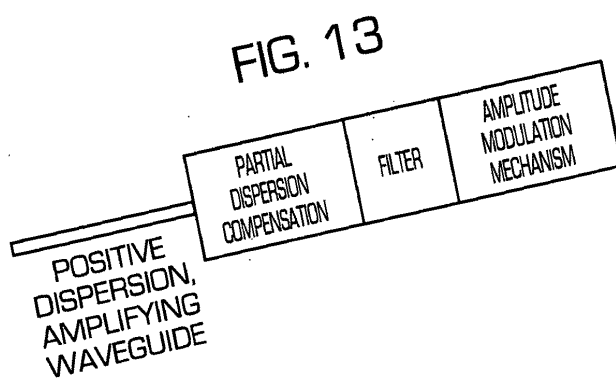 FIG. 13
PARTIAL
DISPERSION
COMPENSATION
FILTER
AMPLITUDE
MODULATION
MECHANISM
POSITIVE
DISPERSION,
AMPLIFYING
WAVEGUIDE